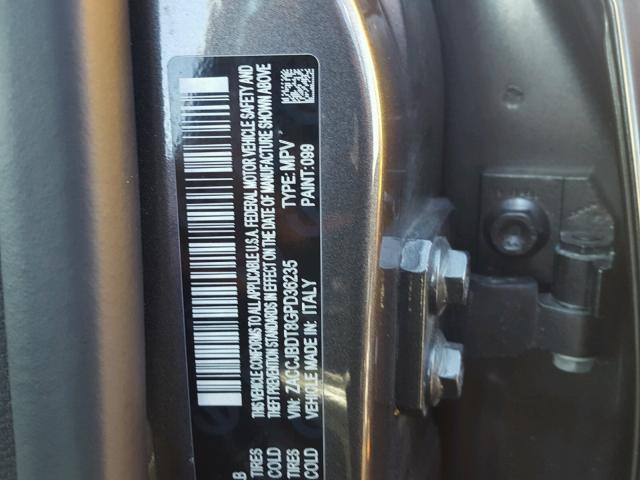 THIS VEHICLE CONFORMS TO ALL APPLICABLE U.S.A. FEDERAL MOTOR VEHICLE SAFETY AND
THEFT PREVENTION STANDARDS IN EFFECT ON THE DATE OF MANUFACTURE SHOWN ABOVE
VIN: ZACCJBDT8GPD36235 TYPE: MPV
VEHICLE MADE IN: ITALY PAINT: 099
TIRES
COLD
TIRES
COLD